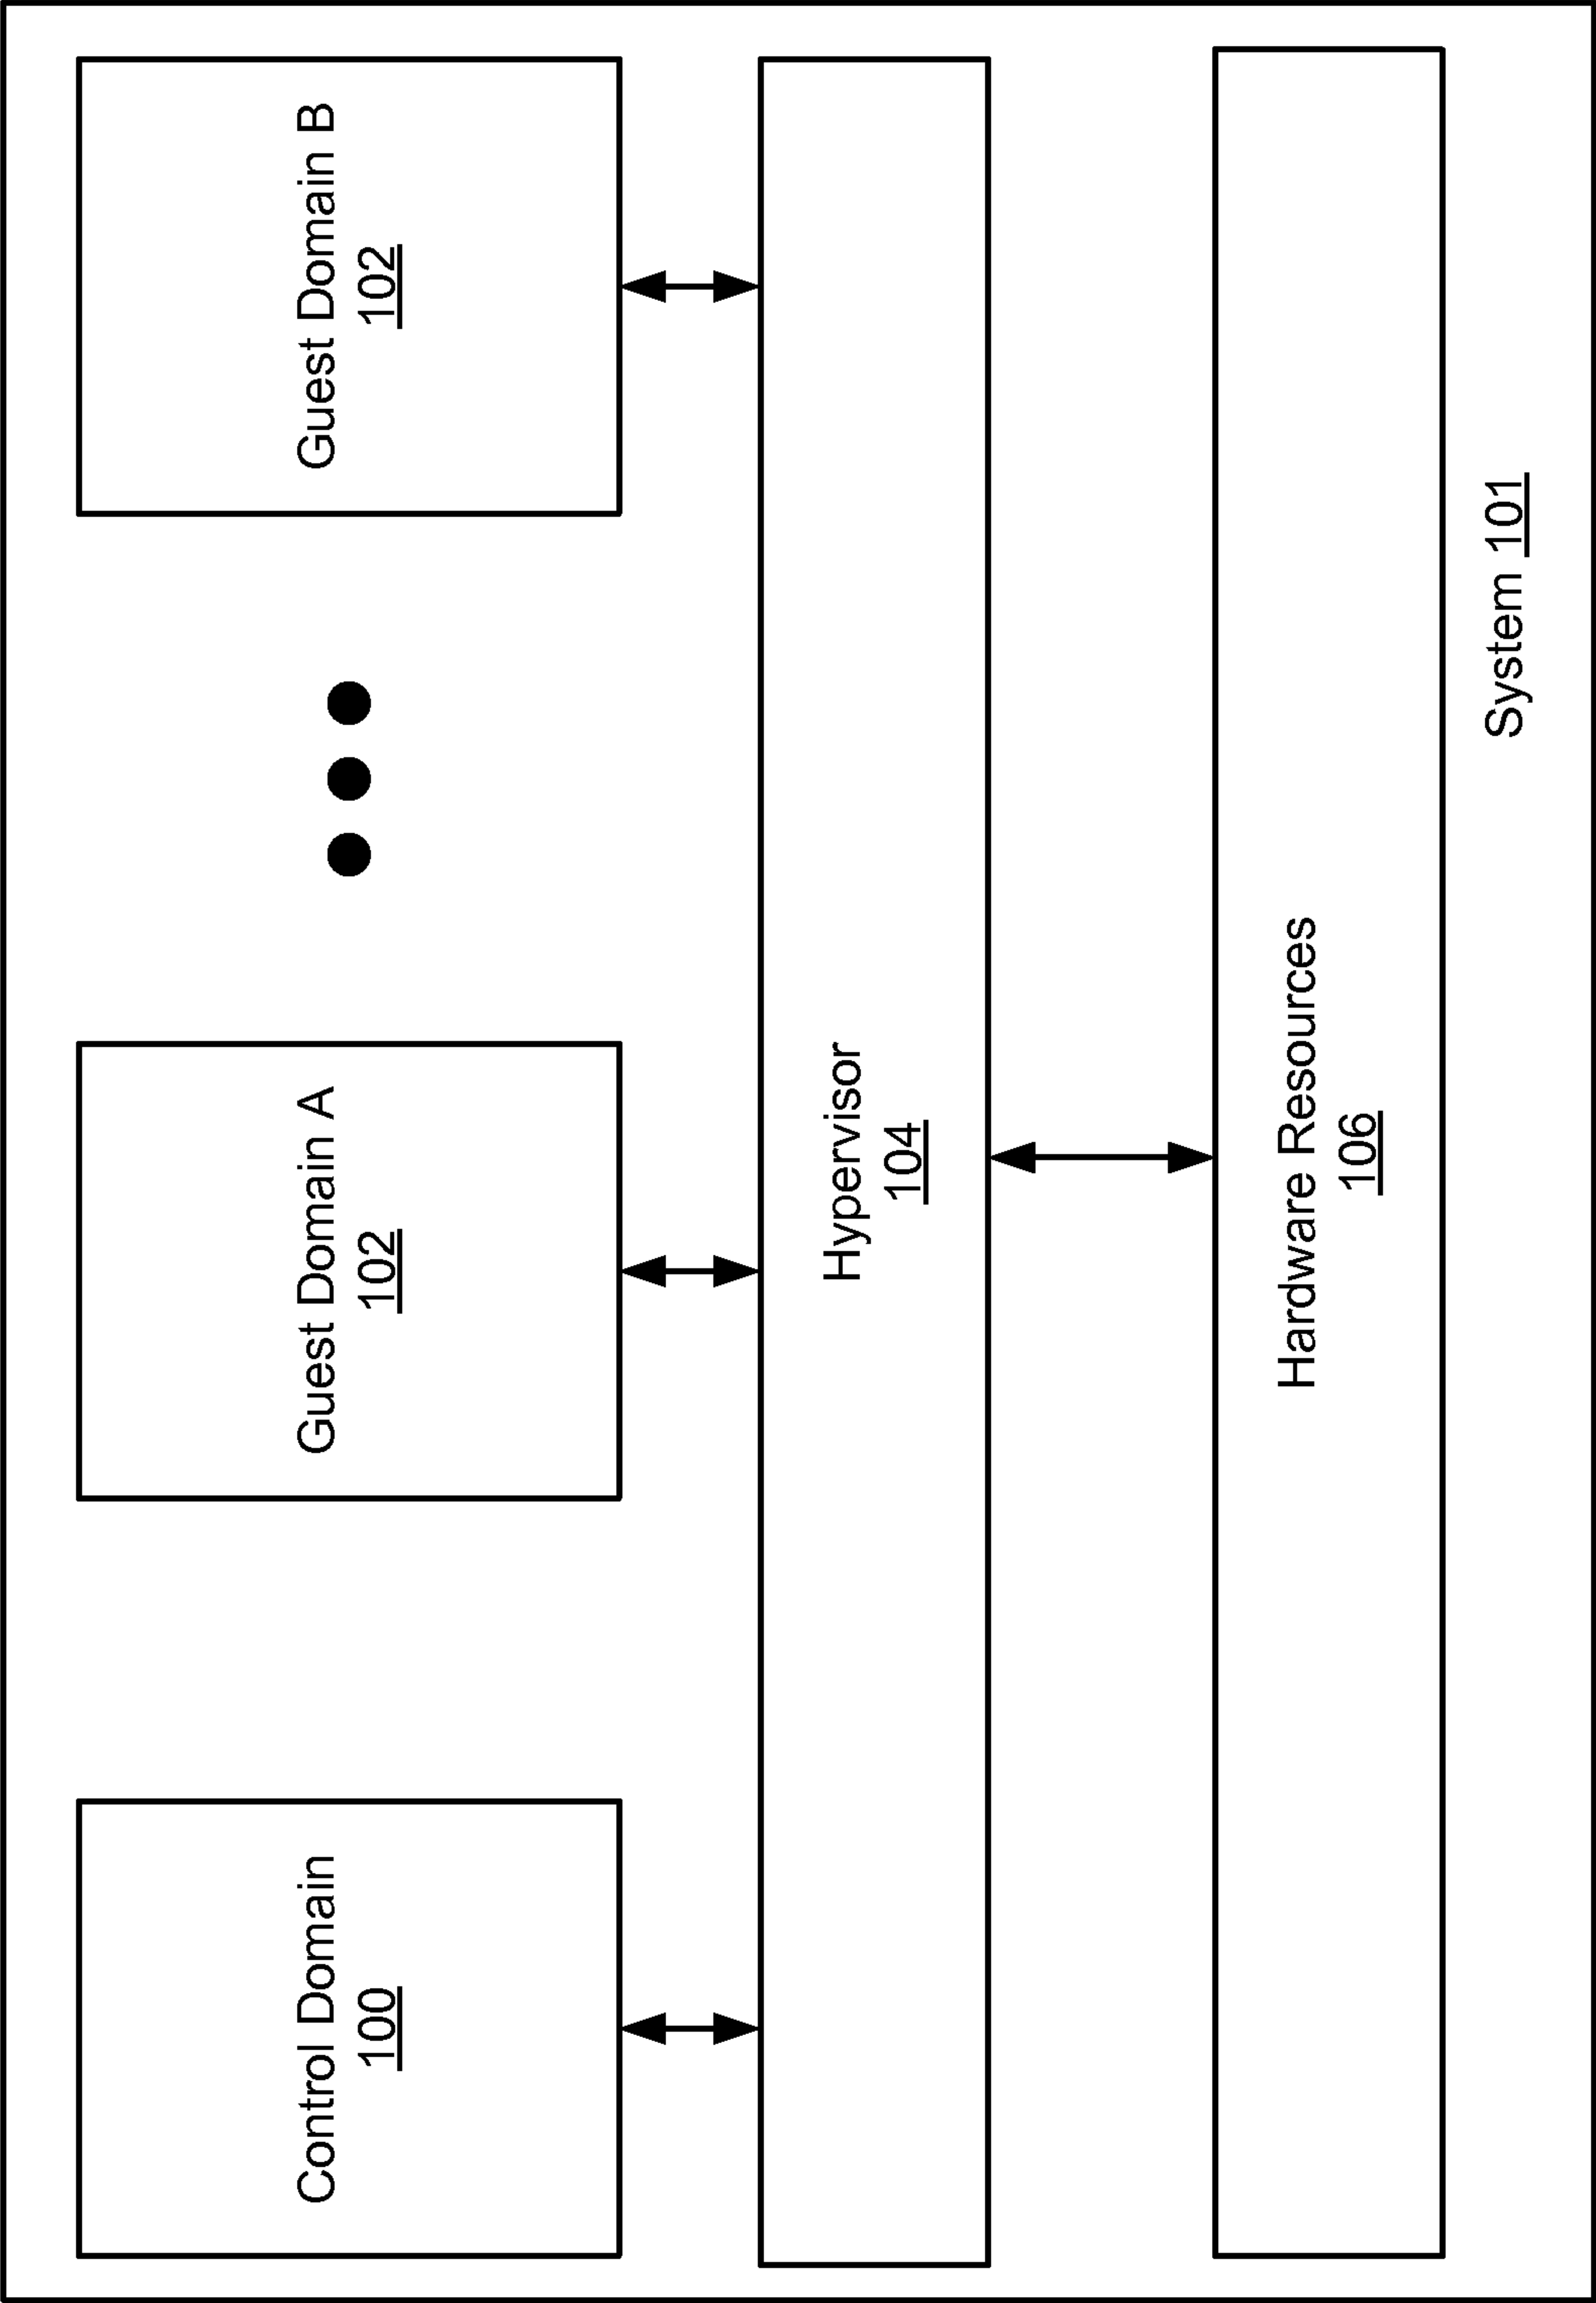 Control Domain
100
Guest Domain A
102
Guest Domain B
102
Hypervisor
104
Hardware Resources
106
System 101